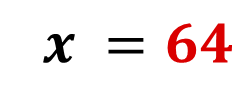 x = 64